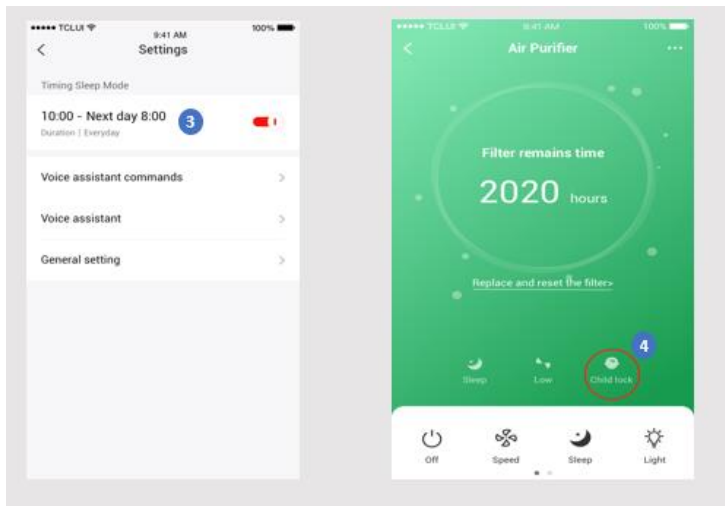 TCLUI 9:41 AM 100%
Settings
Timing Sleep Mode
10:00 - Next day 8:00 3
Duration | Everyday
Voice assistant commands
Voice assistant
General setting
TCLUI 9:41 AM 100%
Air Purifier
Filter remains time
2020 hours
Replace and reset the filter>
4
Sleep Low Child lock
Off Speed Sleep Light